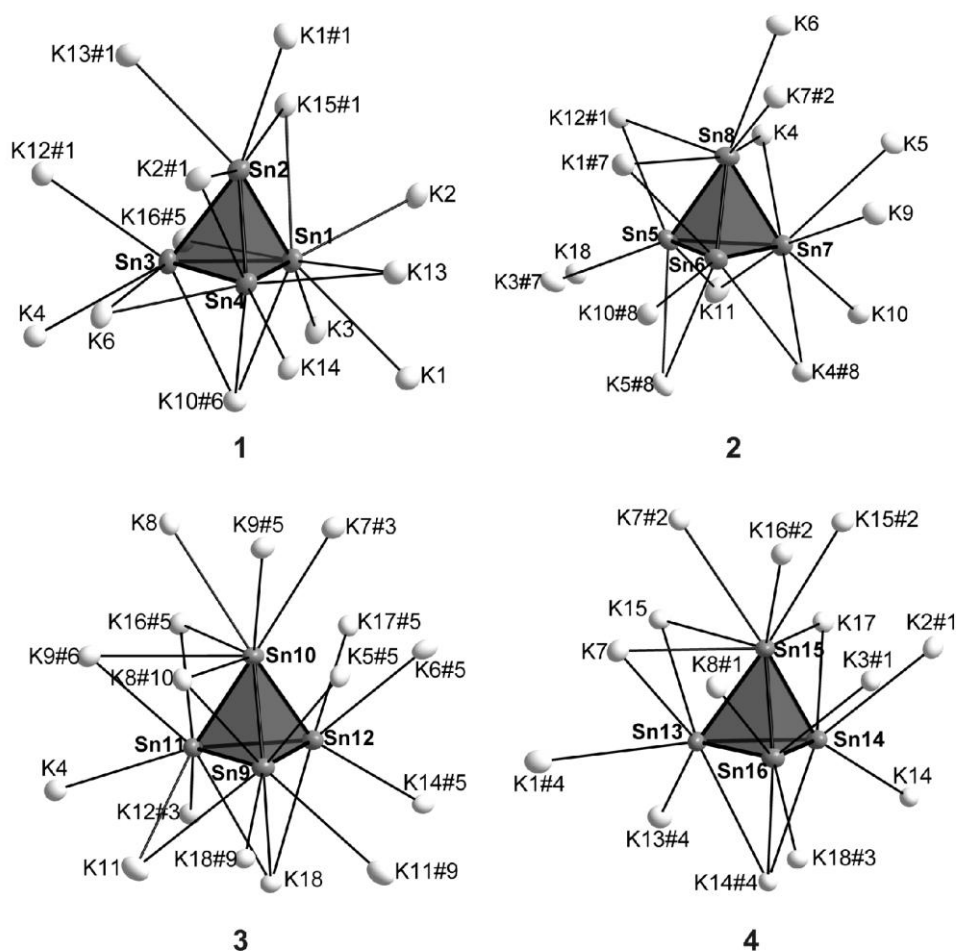 K1#1
K13#1
K15#1
K12#1
Sn2
K2#1
K2
K16#5
Sn1
Sn3
K13
Sn4
K4
K6
K3
K14
K1
K10#6
1
K6
K7#2
K12#1
Sn8
K4
K5
K1#7
K9
Sn5
Sn7
Sn6
K18
K3#7
K11
K10#8
K10
K5#8
K4#8
2
K8
K9#5
K7#3
K16#5
K17#5
K9#6
Sn10
K6#5
K8#10
K5#5
Sn12
Sn11
Sn9
K4
K14#5
K12#3
K11
K18#9
K18
K11#9
3
K7#2
K16#2
K15#2
K15
K17
K2#1
K7
Sn15
K8#1
K3#1
Sn13
Sn14
Sn16
K1#4
K14
K13#4
K18#3
K14#4
4